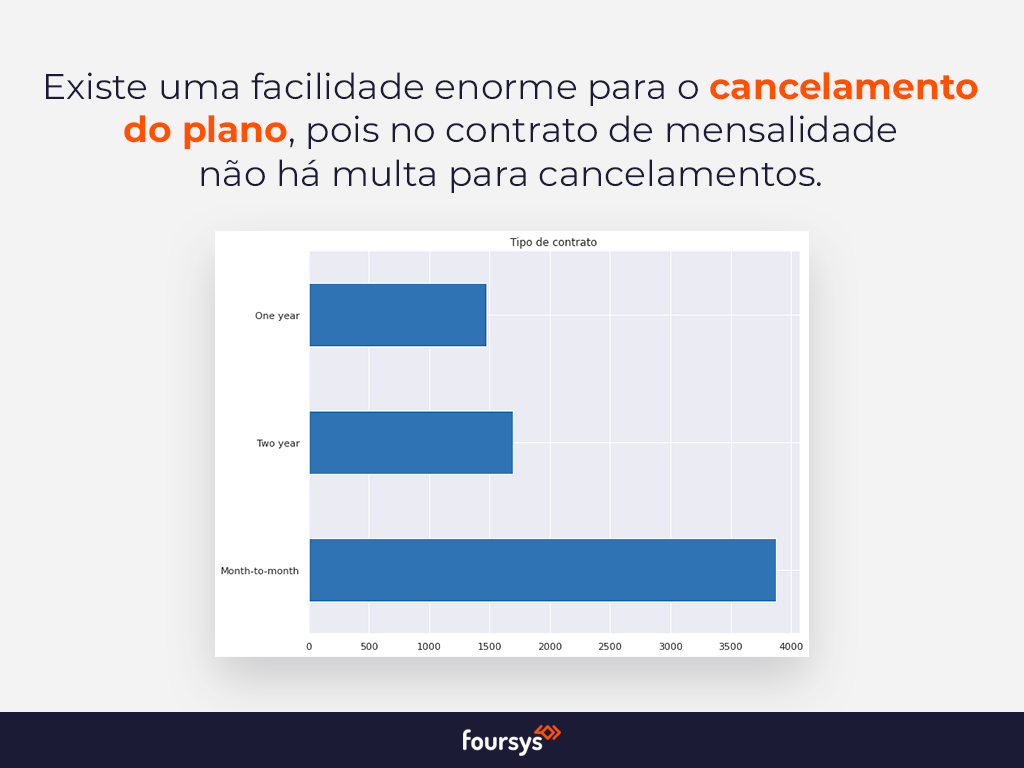 Existe uma facilidade enorme para o cancelamento
do plano, pois no contrato de mensalidade
não há multa para cancelamentos.
Tipo de contrato
One year
Two year
Month-to-month
0 500 1000 1500 2000 2500 3000 3500 4000
foursys